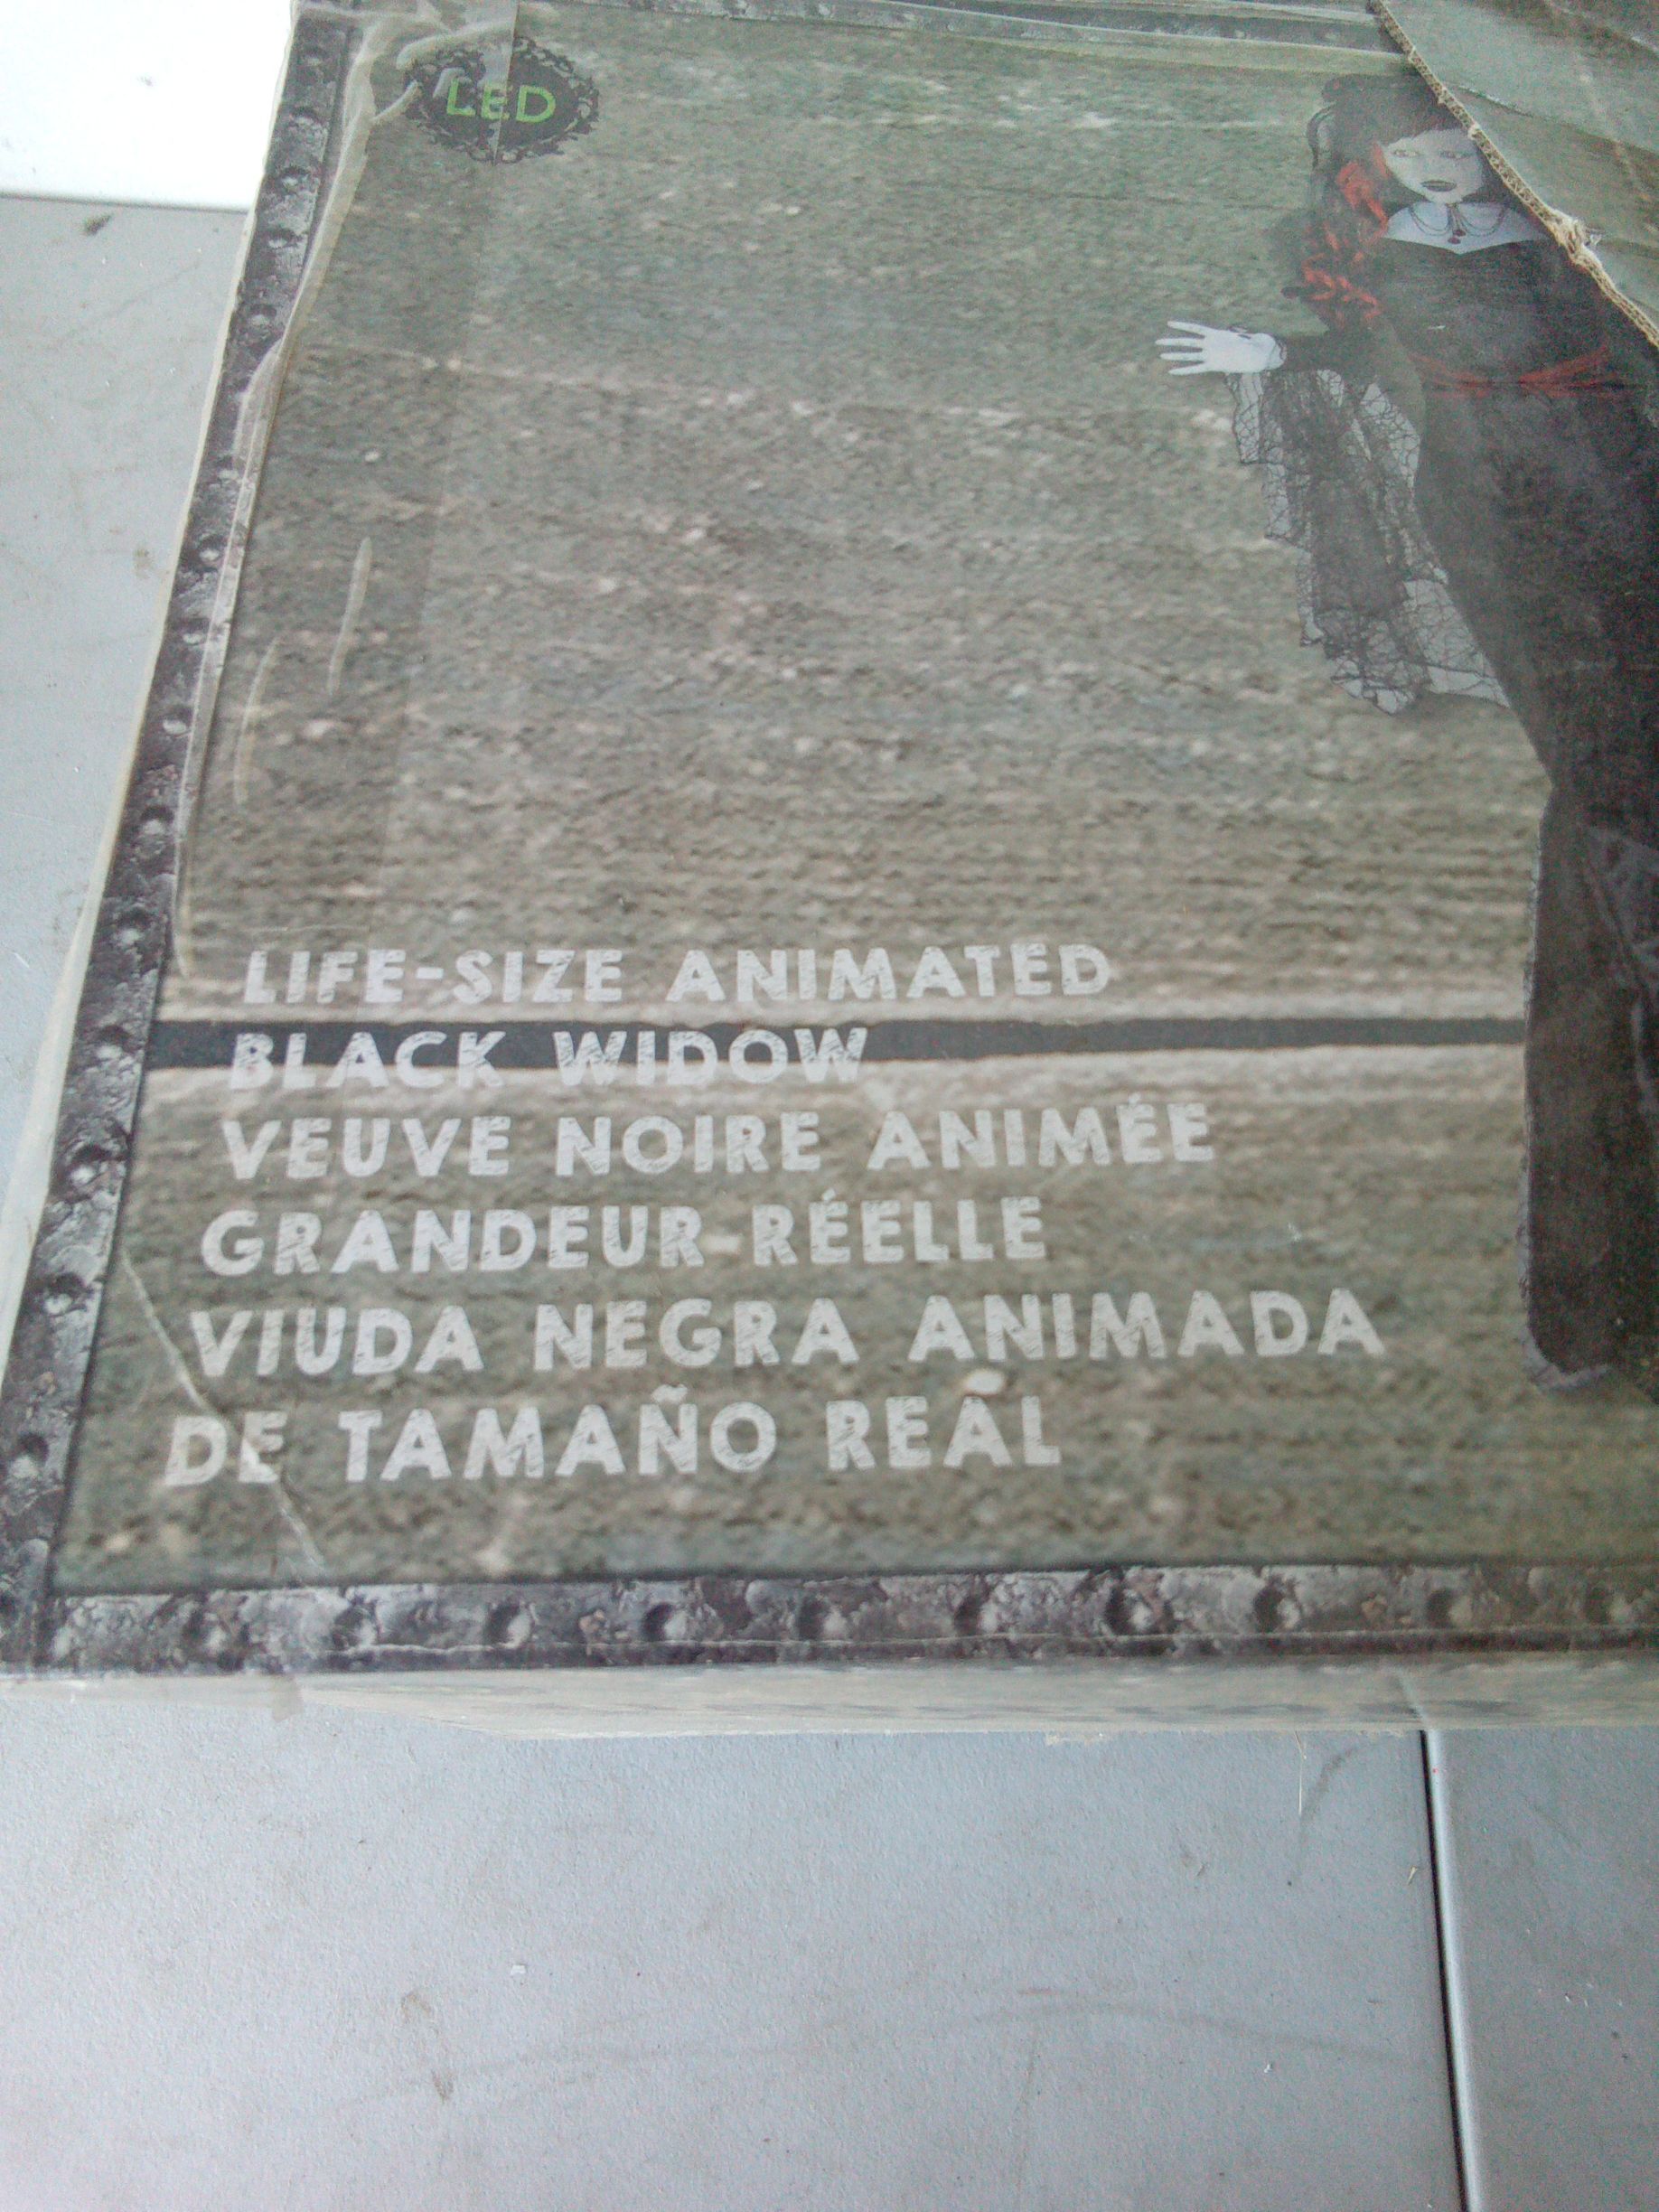 LED
LIFE-SIZE ANIMATED
BLACK WIDOW
VEUVE NOIRE ANIMÉE
GRANDEUR RÉELLE
VIUDA NEGRA ANIMADA
DE TAMAÑO REAL